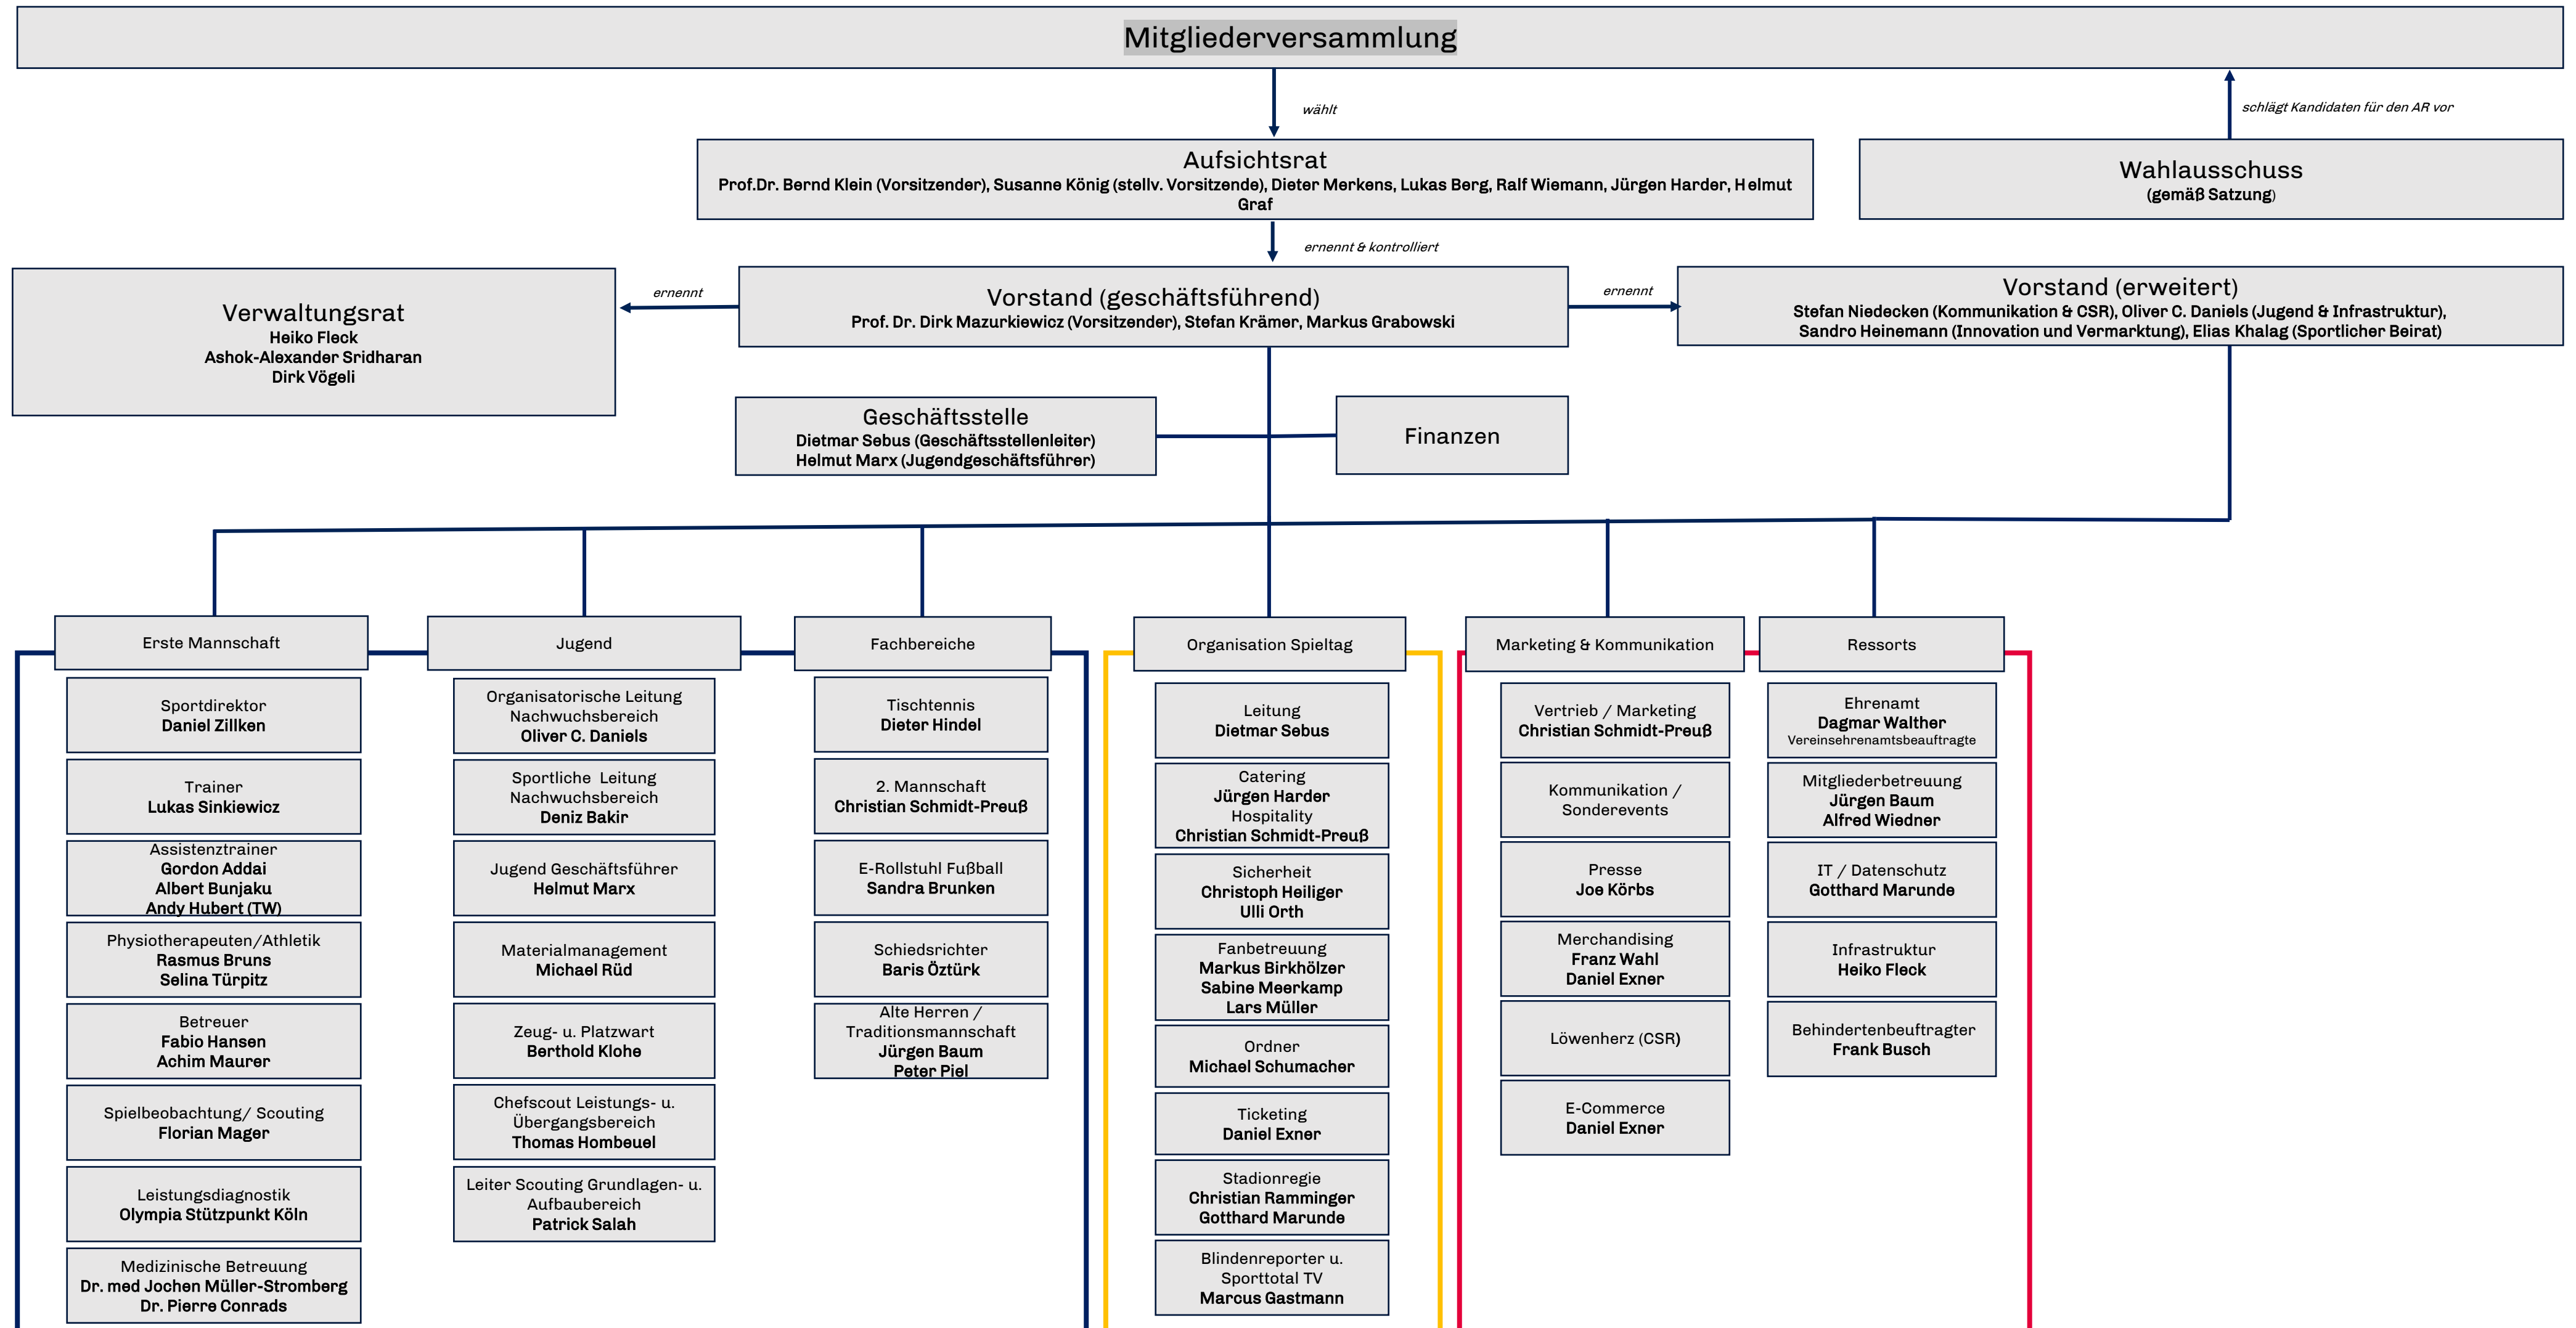 Mitgliederversammlung
wählt
schlägt Kandidaten für den AR vor
Aufsichtsrat
Prof.Dr. Bernd Klein (Vorsitzender), Susanne König (stellv. Vorsitzende), Dieter Merkens, Lukas Berg, Ralf Wiemann, Jürgen Harder, Helmut
Graf
Wahlausschuss
(gemäß Satzung)
ernennt & kontrolliert
Verwaltungsrat
Heiko Fleck
Ashok-Alexander Sridharan
Dirk Vögeli
ernennt
Vorstand (geschäftsführend)
Prof. Dr. Dirk Mazurkiewicz (Vorsitzender), Stefan Krämer, Markus Grabowski
ernennt
Vorstand (erweitert)
Stefan Niedecken (Kommunikation & CSR), Oliver C. Daniels (Jugend & Infrastruktur),
Sandro Heinemann (Innovation und Vermarktung), Elias Khalag (Sportlicher Beirat)
Geschäftsstelle
Dietmar Sebus (Geschäftsstellenleiter)
Helmut Marx (Jugendgeschäftsführer)
Finanzen
Erste Mannschaft
Sportdirektor
Daniel Zillken
Trainer
Lukas Sinkiewicz
Assistenztrainer
Gordon Addai
Albert Bunjaku
Andy Hubert (TW)
Physiotherapeuten/Athletik
Rasmus Bruns
Selina Türpitz
Betreuer
Fabio Hansen
Achim Maurer
Spielbeobachtung/ Scouting
Florian Mager
Leistungsdiagnostik
Olympia Stützpunkt Köln
Medizinische Betreuung
Dr. med Jochen Müller-Stromberg
Dr. Pierre Conrads
Jugend
Organisatorische Leitung
Nachwuchsbereich
Oliver C. Daniels
Sportliche Leitung
Nachwuchsbereich
Deniz Bakir
Jugend Geschäftsführer
Helmut Marx
Materialmanagement
Michael Rüd
Zeug- u. Platzwart
Berthold Klohe
Chefscout Leistungs- u.
Übergangsbereich
Thomas Hombeuel
Leiter Scouting Grundlagen- u.
Aufbaubereich
Patrick Salah
Fachbereiche
Tischtennis
Dieter Hindel
2. Mannschaft
Christian Schmidt-Preuß
E-Rollstuhl Fußball
Sandra Brunken
Schiedsrichter
Baris Öztürk
Alte Herren /
Traditionsmannschaft
Jürgen Baum
Peter Piel
Organisation Spieltag
Leitung
Dietmar Sebus
Catering
Jürgen Harder
Hospitality
Christian Schmidt-Preuß
Sicherheit
Christoph Heiliger
Ulli Orth
Fanbetreuung
Markus Birkhölzer
Sabine Meerkamp
Lars Müller
Ordner
Michael Schumacher
Ticketing
Daniel Exner
Stadionregie
Christian Ramminger
Gotthard Marunde
Blindenreporter u.
Sporttotal TV
Marcus Gastmann
Marketing & Kommunikation
Vertrieb / Marketing
Christian Schmidt-Preuß
Kommunikation /
Sonderevents
Presse
Joe Körbs
Merchandising
Franz Wahl
Daniel Exner
Löwenherz (CSR)
E-Commerce
Daniel Exner
Ressorts
Ehrenamt
Dagmar Walther
Vereinsehrenamtsbeauftragte
Mitgliederbetreuung
Jürgen Baum
Alfred Wiedner
IT / Datenschutz
Gotthard Marunde
Infrastruktur
Heiko Fleck
Behindertenbeuftragter
Frank Busch